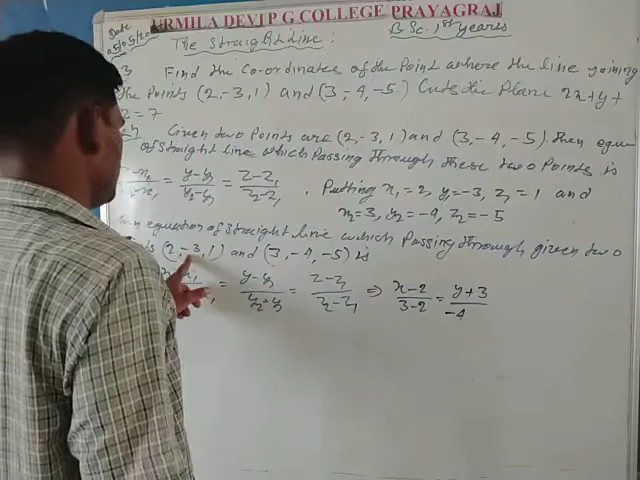 URMILA DEVI P G COLLEGE PRAYAGRAJ
Date
The Straight Line :
B.Sc. 1st years
3 Find the Co-ordinates of the Point where the line joining
the Points (2,-3,1) and (3,-4,-5) Cuts the Plane 2x+y+
z=7
Given two Points are (2,-3,1) and (3,-4,-5). Then equn
of straight line which Passing Through these two Points is
= y-y₁/y₂-y₁ = z-z₁/z₂-z₁ . Putting x₁=2, y₁=-3, z₁=1 and
x₂=3, y₂=-4, z₂=-5
equation of straight line which Passing through given two
(2,-3,1) and (3,-4,-5) is
= y-y₁/y₂-y₁ = z-z₁/z₂-z₁ ⇒ x-2/3-2 = y+3/-4